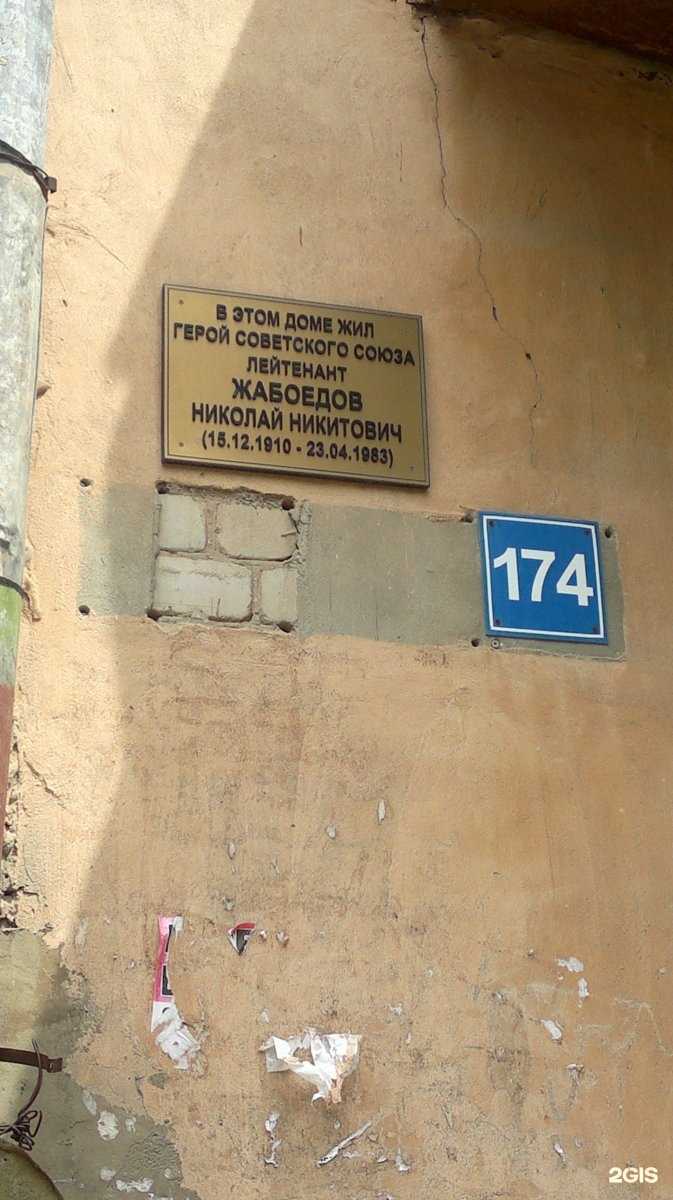 В ЭТОМ ДОМЕ ЖИЛ
ГЕРОЙ СОВЕТСКОГО СОЮЗА
ЛЕЙТЕНАНТ
ЖАБОЕДОВ
НИКОЛАЙ НИКИТОВИЧ
(15.12.1910 - 23.04.1983)
174
2GIS